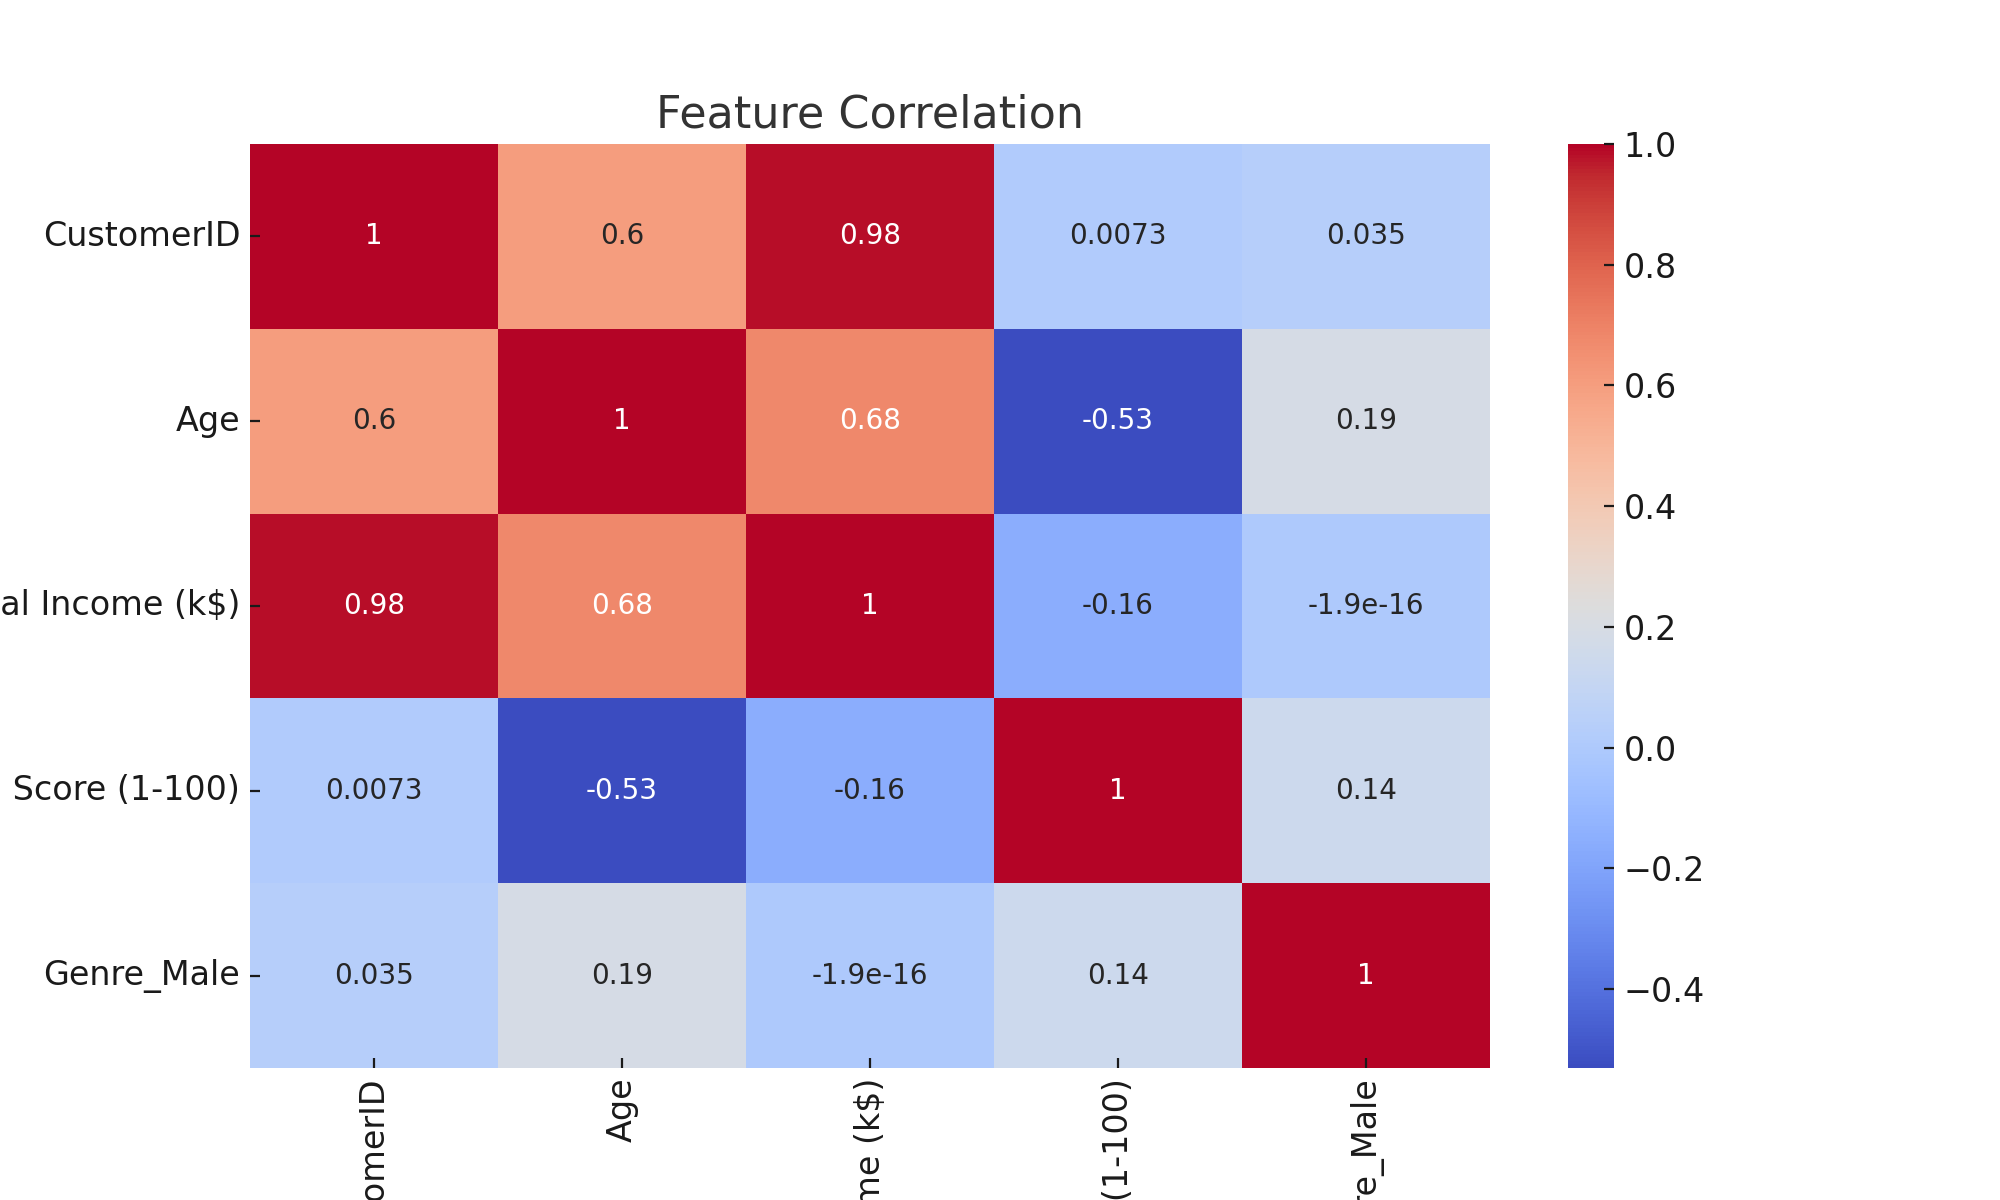 Feature Correlation
CustomerID 1 0.6 0.98 0.0073 0.035
Age 0.6 1 0.68 -0.53 0.19
al Income (k$) 0.98 0.68 1 -0.16 -1.9e-16
Score (1-100) 0.0073 -0.53 -0.16 1 0.14
Genre_Male 0.035 0.19 -1.9e-16 0.14 1
omerID
Age
me (k$)
(1-100)
re_Male
1.0
0.8
0.6
0.4
0.2
0.0
−0.2
−0.4